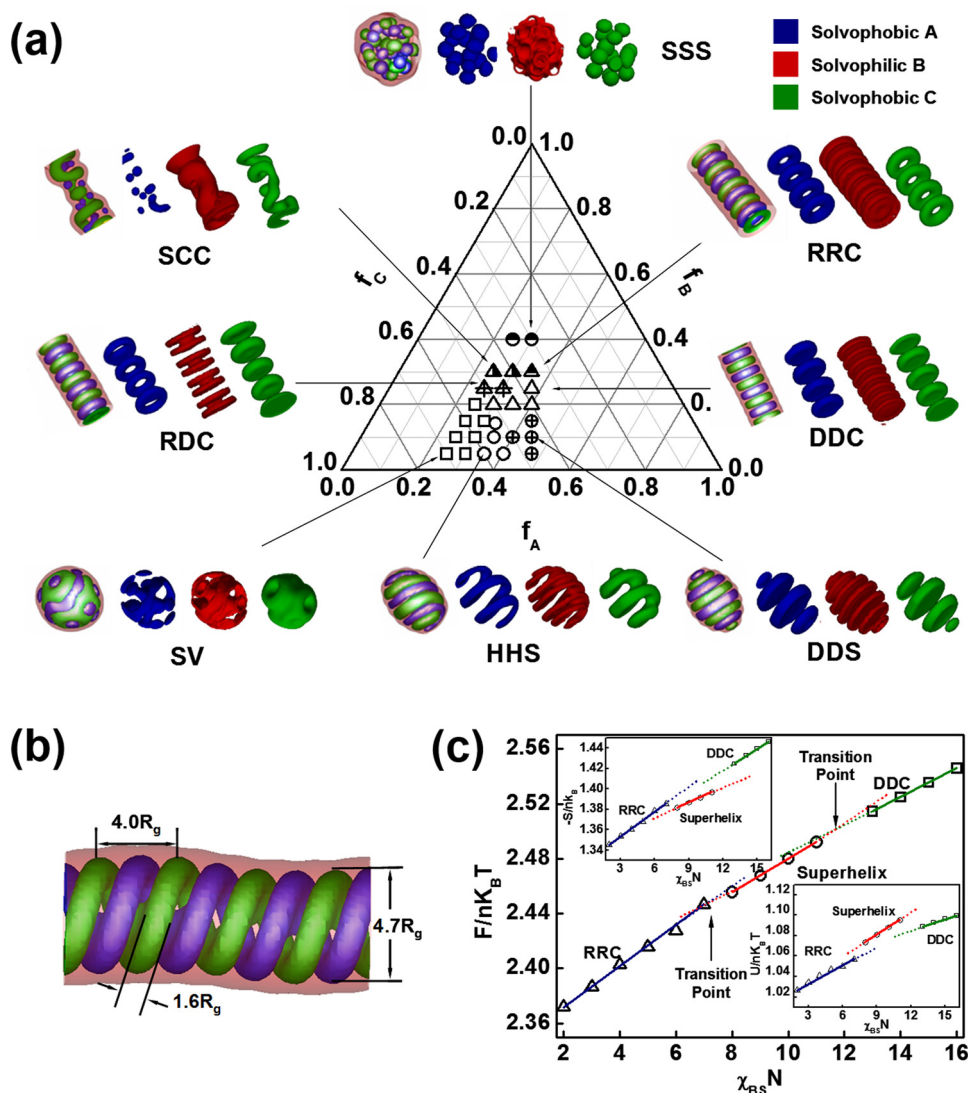 (a)
SSS
Solvophobic A
Solvophilic B
Solvophobic C
SCC
RRC
0.0
1.0
0.2
0.8
0.4
0.6
f_C
f_B
0.6
0.4
0.8
0.
1.0
0.0
0.0
0.2
0.4
0.6
0.8
1.0
f_A
RDC
DDC
SV
HHS
DDS
(b)
4.0R_g
4.7R_g
1.6R_g
(c)
F/nK_BT
2.56
2.52
2.48
2.44
2.40
2.36
2
4
6
8
10
12
14
16
χ_BSN
RRC
Transition
Point
Superhelix
Transition
Point
DDC
-S/nk_B
1.44
1.42
1.40
1.38
1.36
1.34
3
6
9
12
15
χ_BSN
RRC
Superhelix
DDC
U/nK_BT
1.12
1.10
1.08
1.06
1.04
1.02
3
6
9
12
15
χ_BSN
RRC
Superhelix
DDC